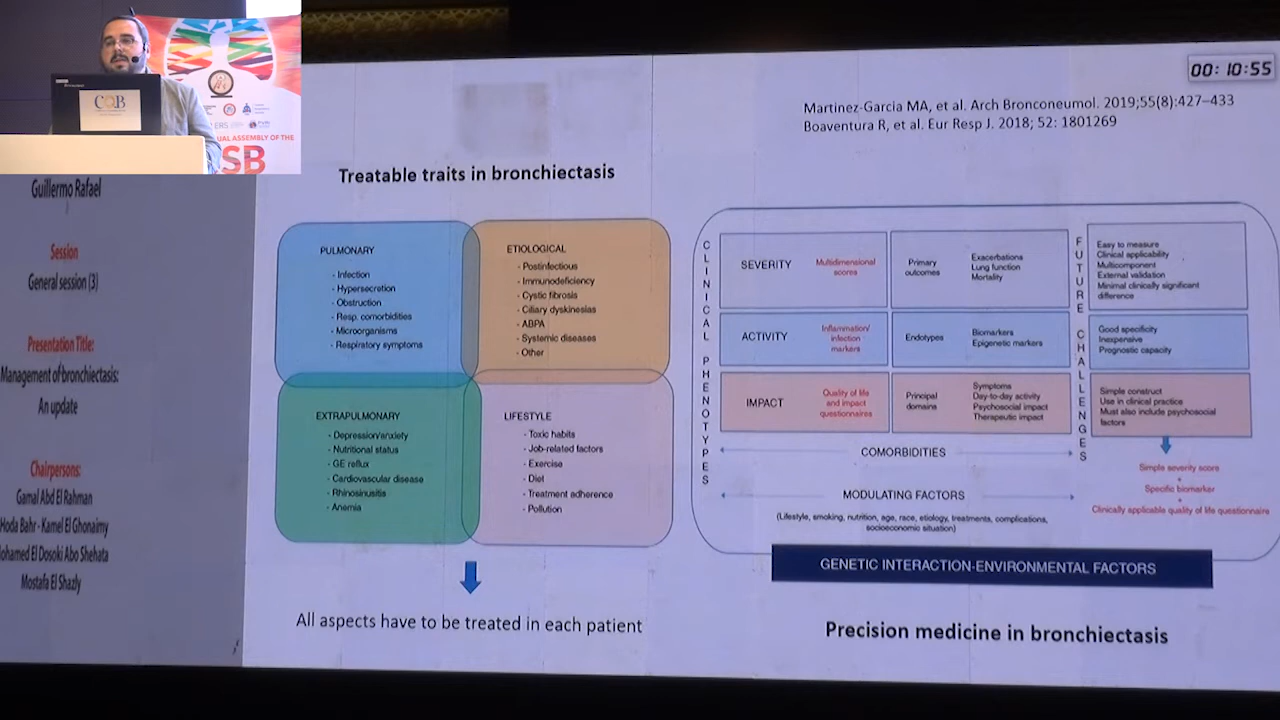 00: 10:55
Martinez-Garcia MA, et al. Arch Bronconeumol. 2019;55(8):427–433
Boaventura R, et al. Eur Resp J. 2018; 52: 1801269
COB
ERS
UAL ASSEMBLY OF THE
SB
Guillermo Rafael
Session
General session (3)
Presentation Title:
Management of bronchiectasis:
An update
Chairpersons:
Gamal Abd El Rahman
Hoda Bahr - Kamel El Ghonaimy
ohamed El Dosoki Abo Shehata
Mostafa El Shazly
Treatable traits in bronchiectasis
PULMONARY
- Infection
- Hypersecretion
- Obstruction
- Resp. comorbidities
- Microorganisms
- Respiratory symptoms
ETIOLOGICAL
- Postinfectious
- Immunodeficiency
- Cystic fibrosis
- Ciliary dyskinesias
- ABPA
- Systemic diseases
- Other
EXTRAPULMONARY
- Depression/anxiety
- Nutritional status
- GE reflux
- Cardiovascular disease
- Rhinosinusitis
- Anemia
LIFESTYLE
- Toxic habits
- Job-related factors
- Exercise
- Diet
- Treatment adherence
- Pollution
All aspects have to be treated in each patient
CLINICAL PHENOTYPES
SEVERITY
Multidimensional
scores
Primary
outcomes
Exacerbations
Lung function
Mortality
ACTIVITY
Inflammation/
infection
markers
Endotypes
Biomarkers
Epigenetic markers
IMPACT
Quality of life
and impact
questionnaires
Principal
domains
Symptoms
Day-to-day activity
Psychosocial impact
Therapeutic impact
FUTURE CHALLENGES
Easy to measure
Clinical applicability
Multicomponent
External validation
Minimal clinically significant
difference
Good specificity
Inexpensive
Prognostic capacity
Simple construct
Use in clinical practice
Must also include psychosocial
factors
COMORBIDITIES
MODULATING FACTORS
(Lifestyle, smoking, nutrition, age, race, etiology, treatments, complications,
socioeconomic situation)
Simple severity score
+
Specific biomarker
+
Clinically applicable quality of life questionnaire
GENETIC INTERACTION-ENVIRONMENTAL FACTORS
Precision medicine in bronchiectasis